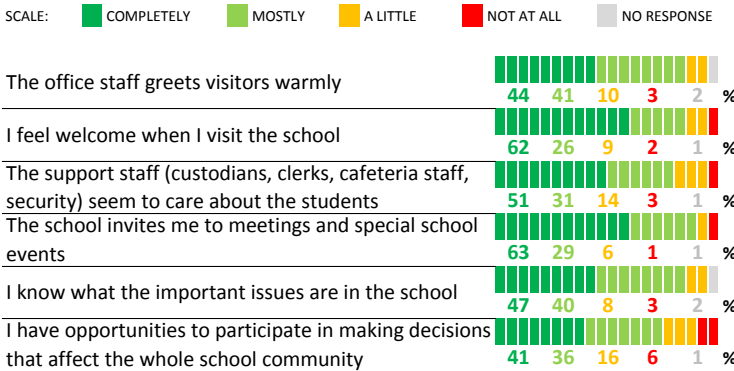 SCALE: COMPLETELY MOSTLY A LITTLE NOT AT ALL NO RESPONSE
The office staff greets visitors warmly
44 41 10 3 2 %
I feel welcome when I visit the school
62 26 9 2 1 %
The support staff (custodians, clerks, cafeteria staff,
security) seem to care about the students
51 31 14 3 1 %
The school invites me to meetings and special school
events
63 29 6 1 1 %
I know what the important issues are in the school
47 40 8 3 2 %
I have opportunities to participate in making decisions
that affect the whole school community
41 36 16 6 1 %